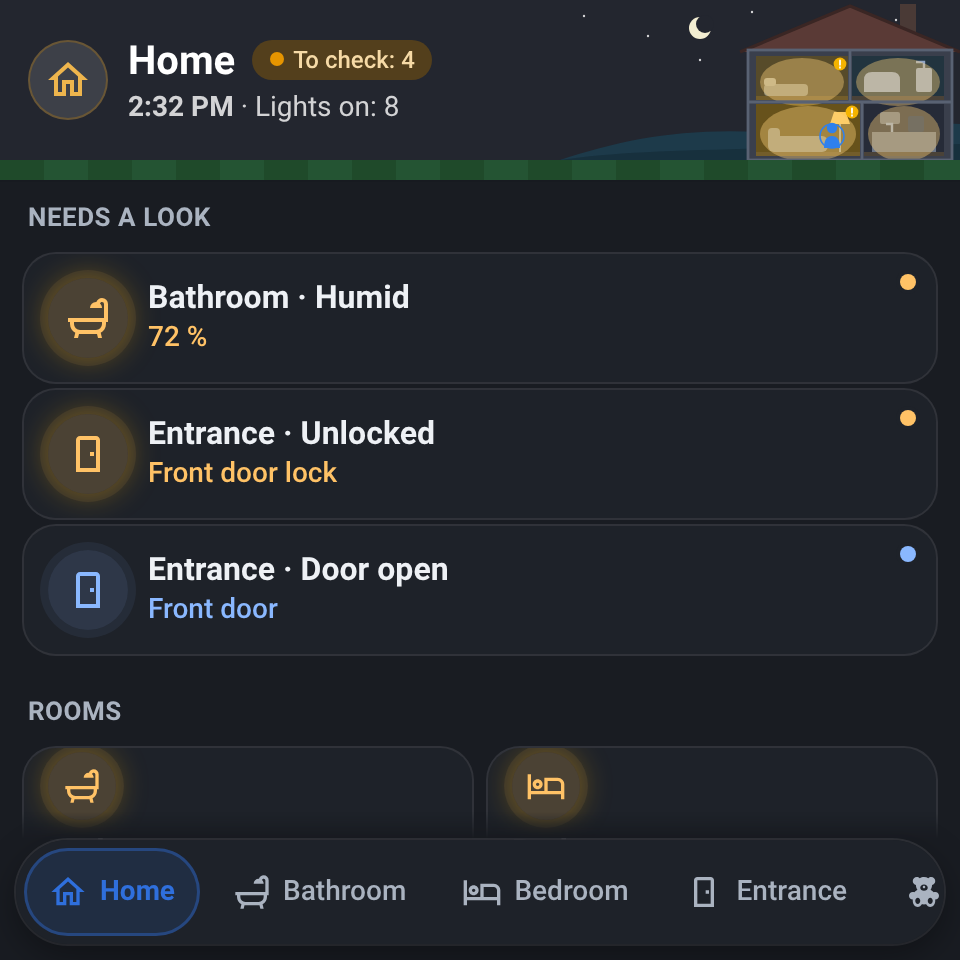 Home
To check: 4
2:32 PM · Lights on: 8
NEEDS A LOOK
Bathroom · Humid
72 %
Entrance · Unlocked
Front door lock
Entrance · Door open
Front door
ROOMS
Home
Bathroom
Bedroom
Entrance